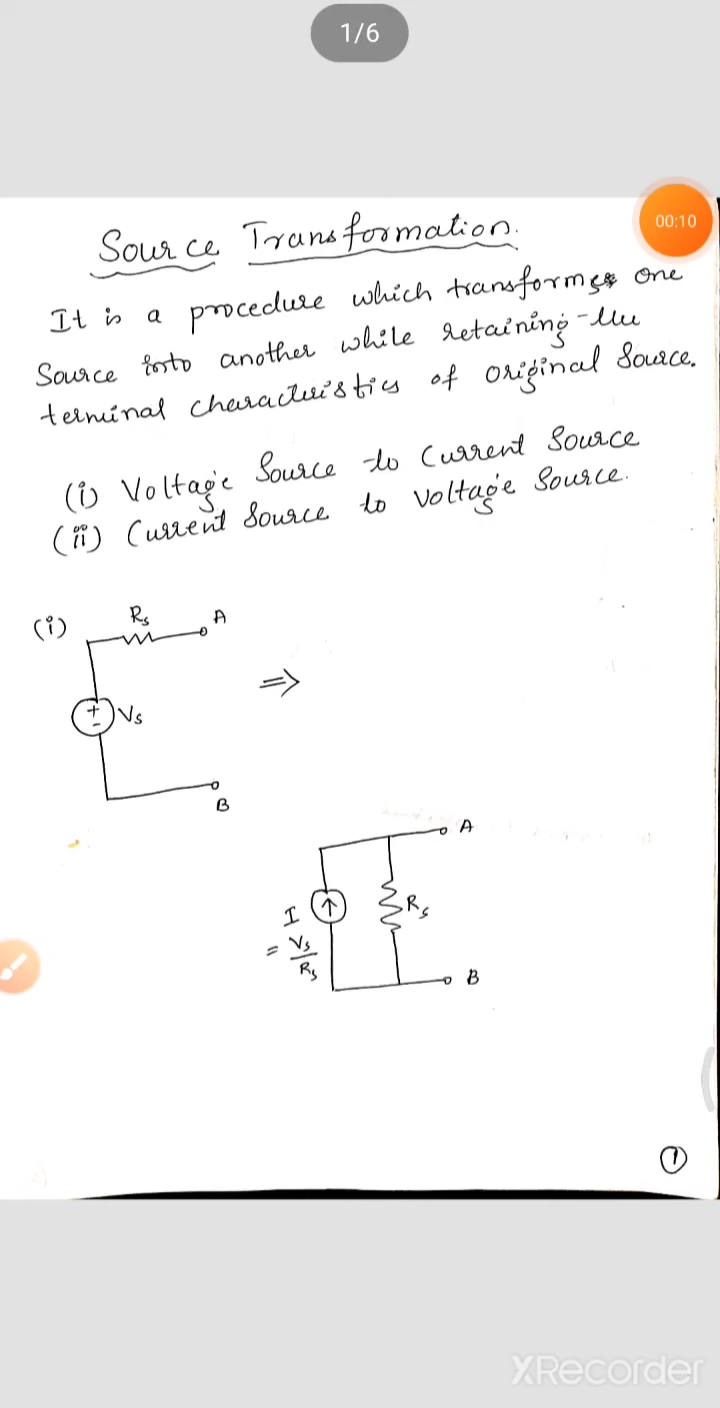 1/6
00:10
Source Transformation.
It is a procedure which transformes one
Source into another while retaining the
terminal characteristics of original Source.
(i) Voltage Source to Current Source
(ii) Current Source to Voltage Source.
(i)
Rs
A
+
-
Vs
⇒
B
A
I
= Vs/Rs
Rs
B
1
XRecorder